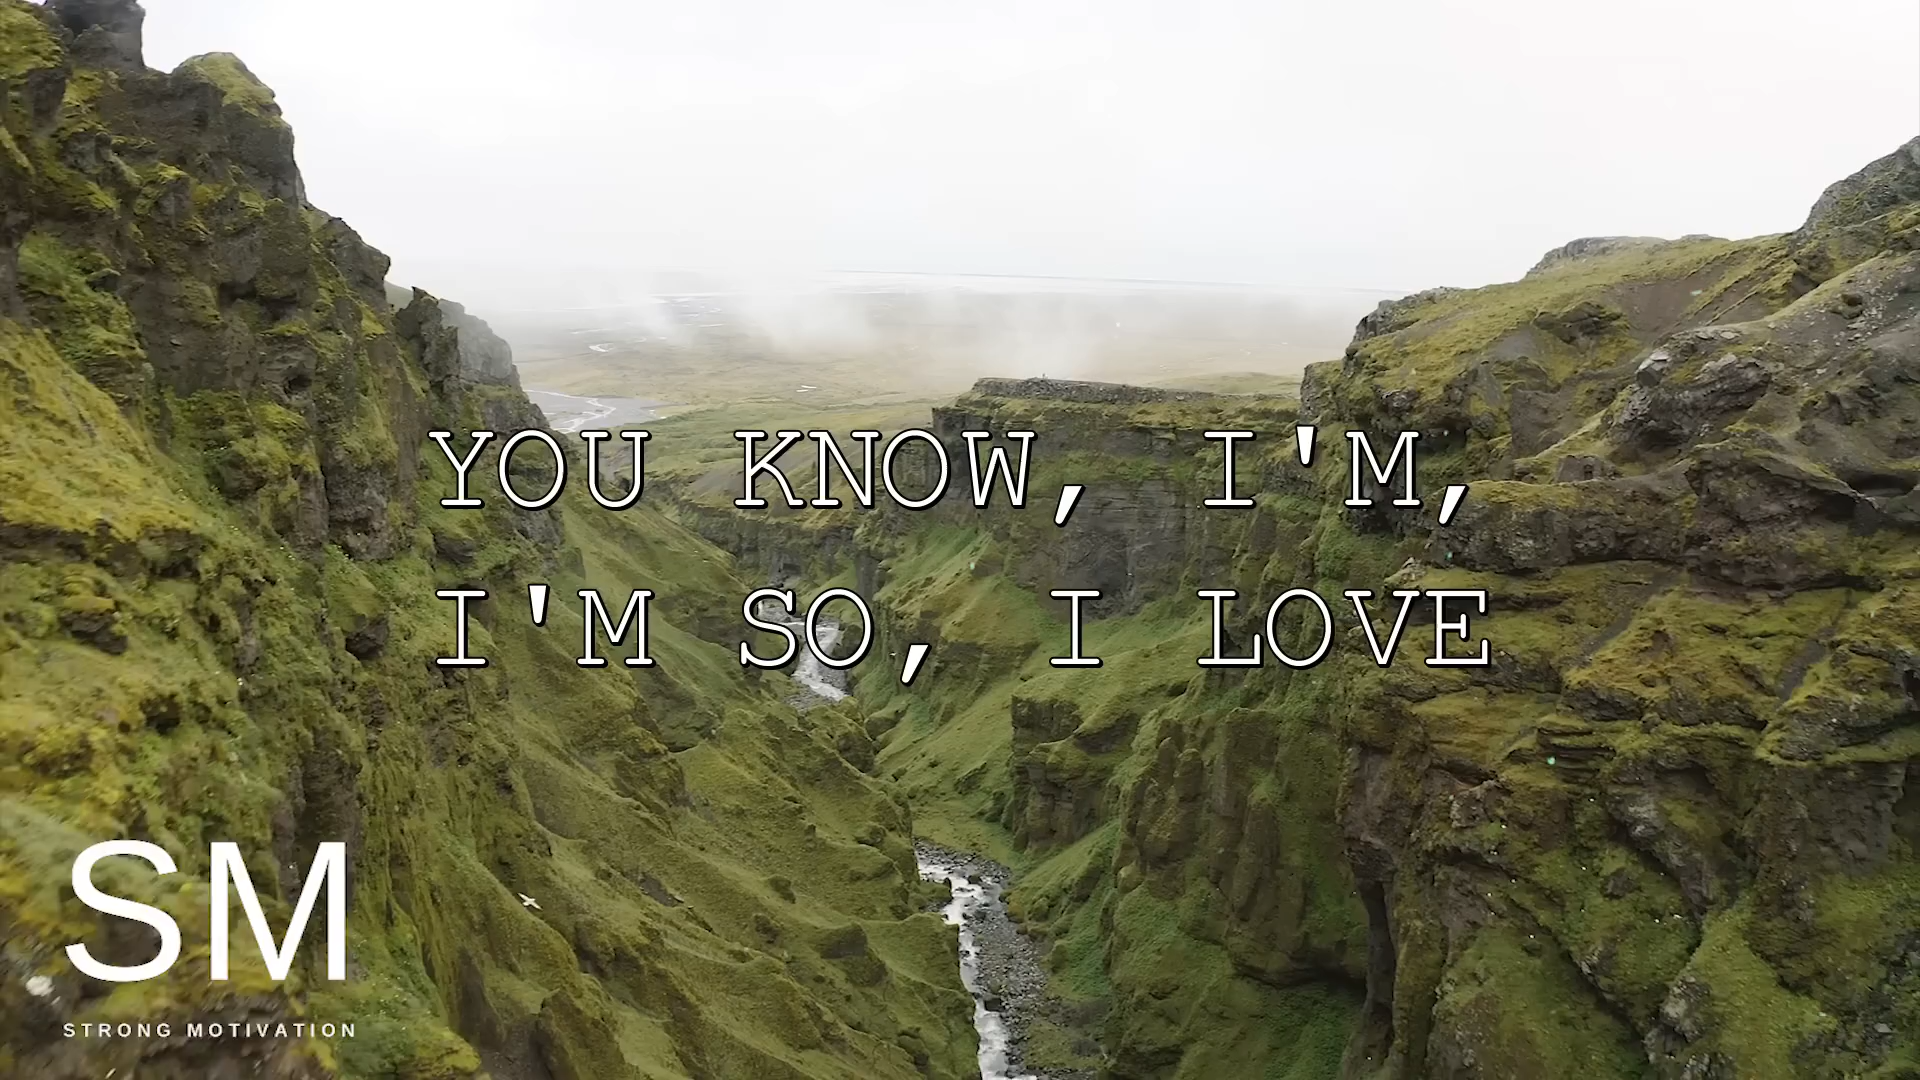 YOU KNOW, I'M,
I'M SO, I LOVE
SM
STRONG MOTIVATION